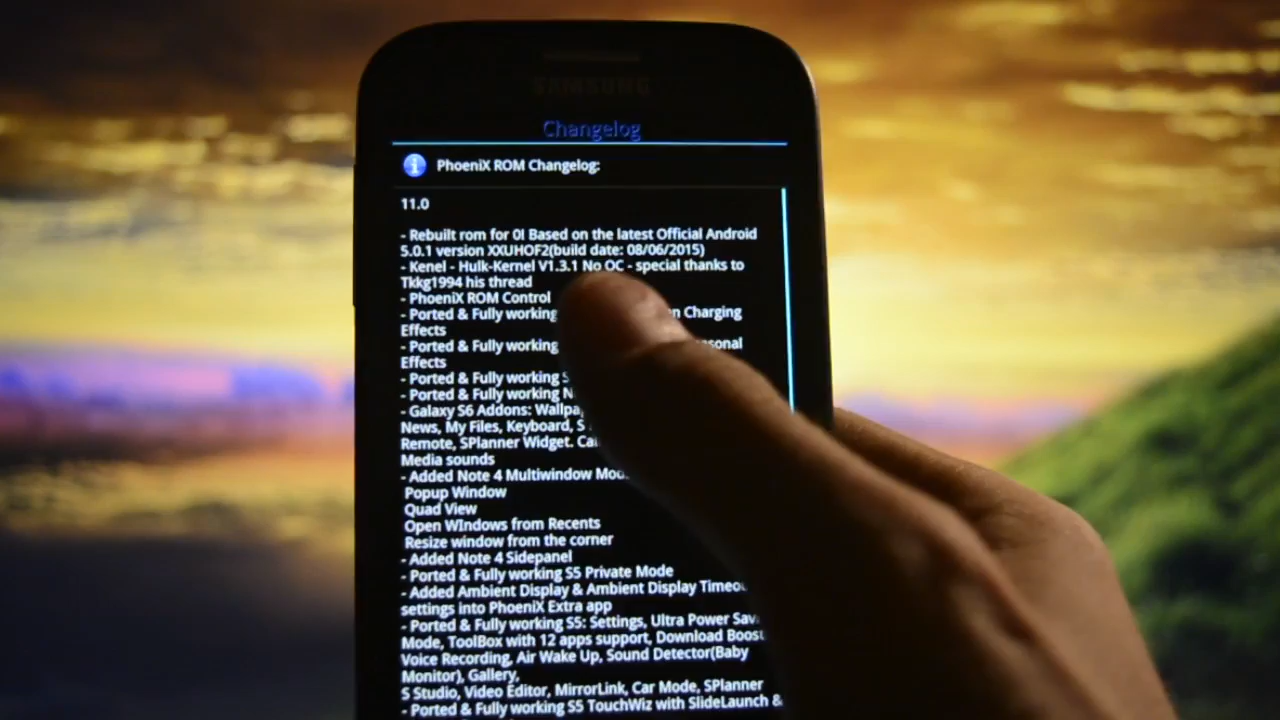 SAMSUNG
Changelog
PhoeniX ROM Changelog:
11.0
- Rebuilt rom for 0! Based on the latest Official Android
5.0.1 version XXUHOF2(build date: 08/06/2015)
- Kenel - Hulk-Kernel V1.3.1 No OC - special thanks to
Tkkg1994 his thread
- PhoeniX ROM Control
- Ported & Fully working Charging
Effects
- Ported & Fully working
Effects
- Ported & Fully working
- Ported & Fully working
- Galaxy S6 Addons:
News, My Files, Keyboard, S
Remote, SPlanner Widget.
Media sounds
- Added Note 4 Multiwindow
Popup Window
Quad View
Open WIndows from Recents
Resize window from the corner
- Added Note 4 Sidepanel
- Ported & Fully working S5 Private Mode
- Added Ambient Display & Ambient Display
settings into PhoeniX Extra app
- Ported & Fully working S5: Settings, Ultra Power
Mode, ToolBox with 12 apps support, Download
Voice Recording, Air Wake Up, Sound Detector(Baby
Monitor), Gallery,
S Studio, Video Editor, MirrorLink, Car Mode, SPlanner
- Ported & Fully working S5 TouchWiz with SlideLaunch &